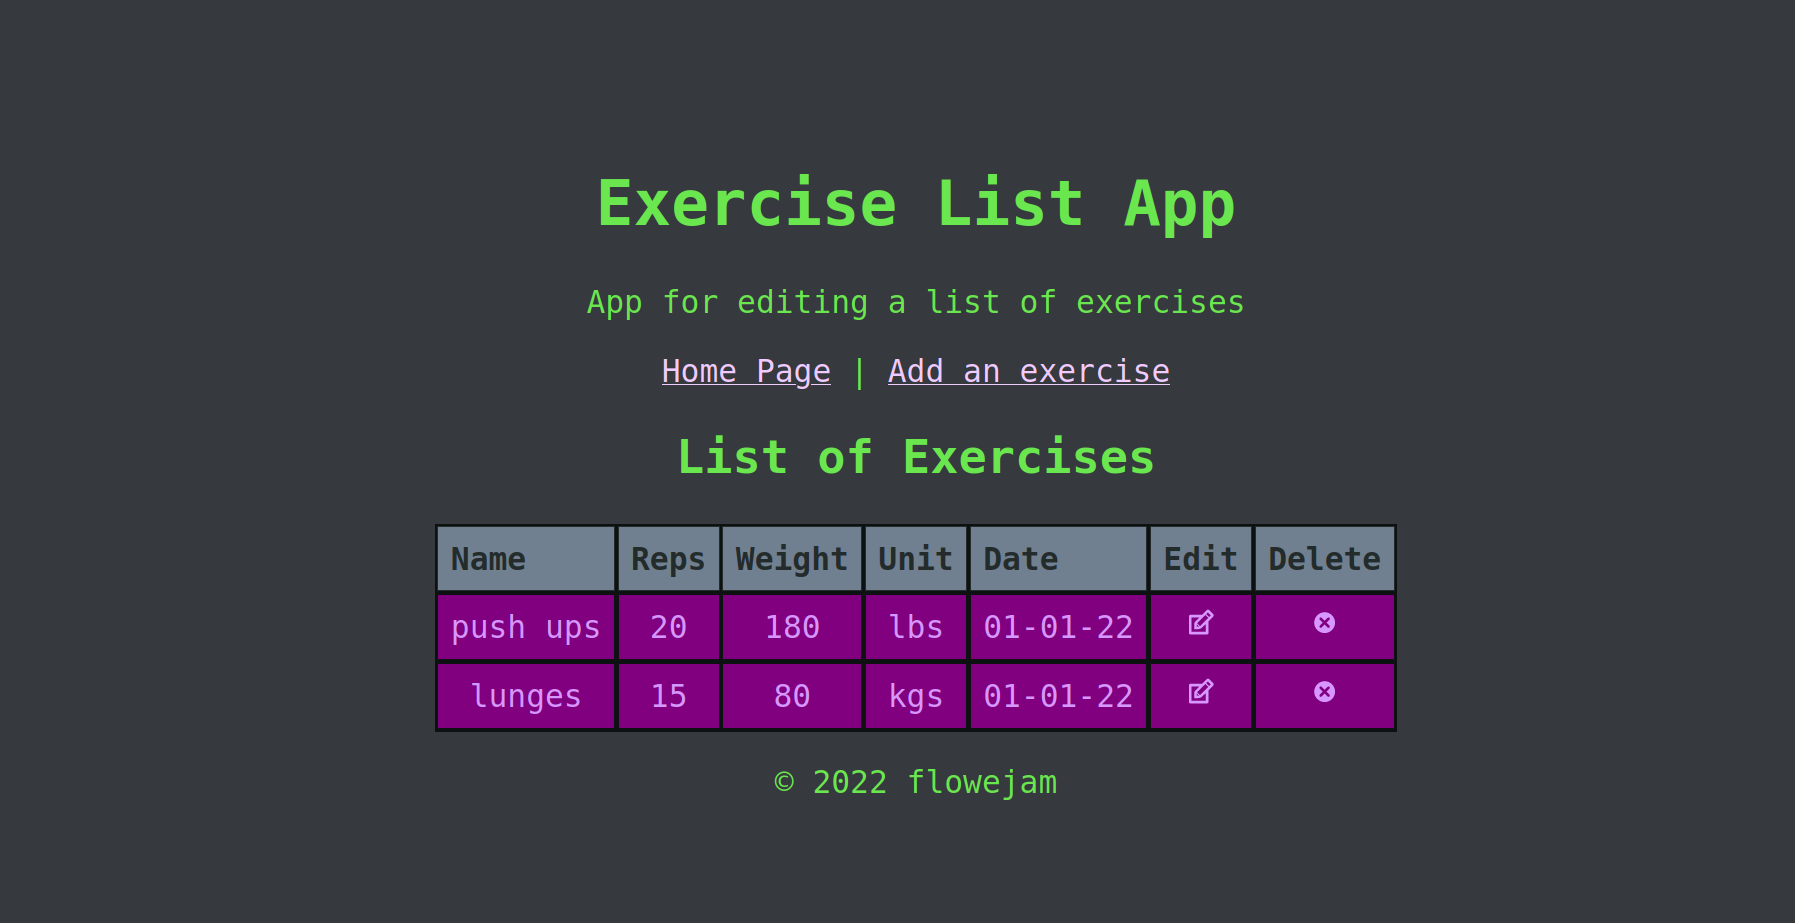 Exercise List App
App for editing a list of exercises
Home Page | Add an exercise
List of Exercises
Name Reps Weight Unit Date Edit Delete
push ups 20 180 lbs 01-01-22
lunges 15 80 kgs 01-01-22
© 2022 flowejam